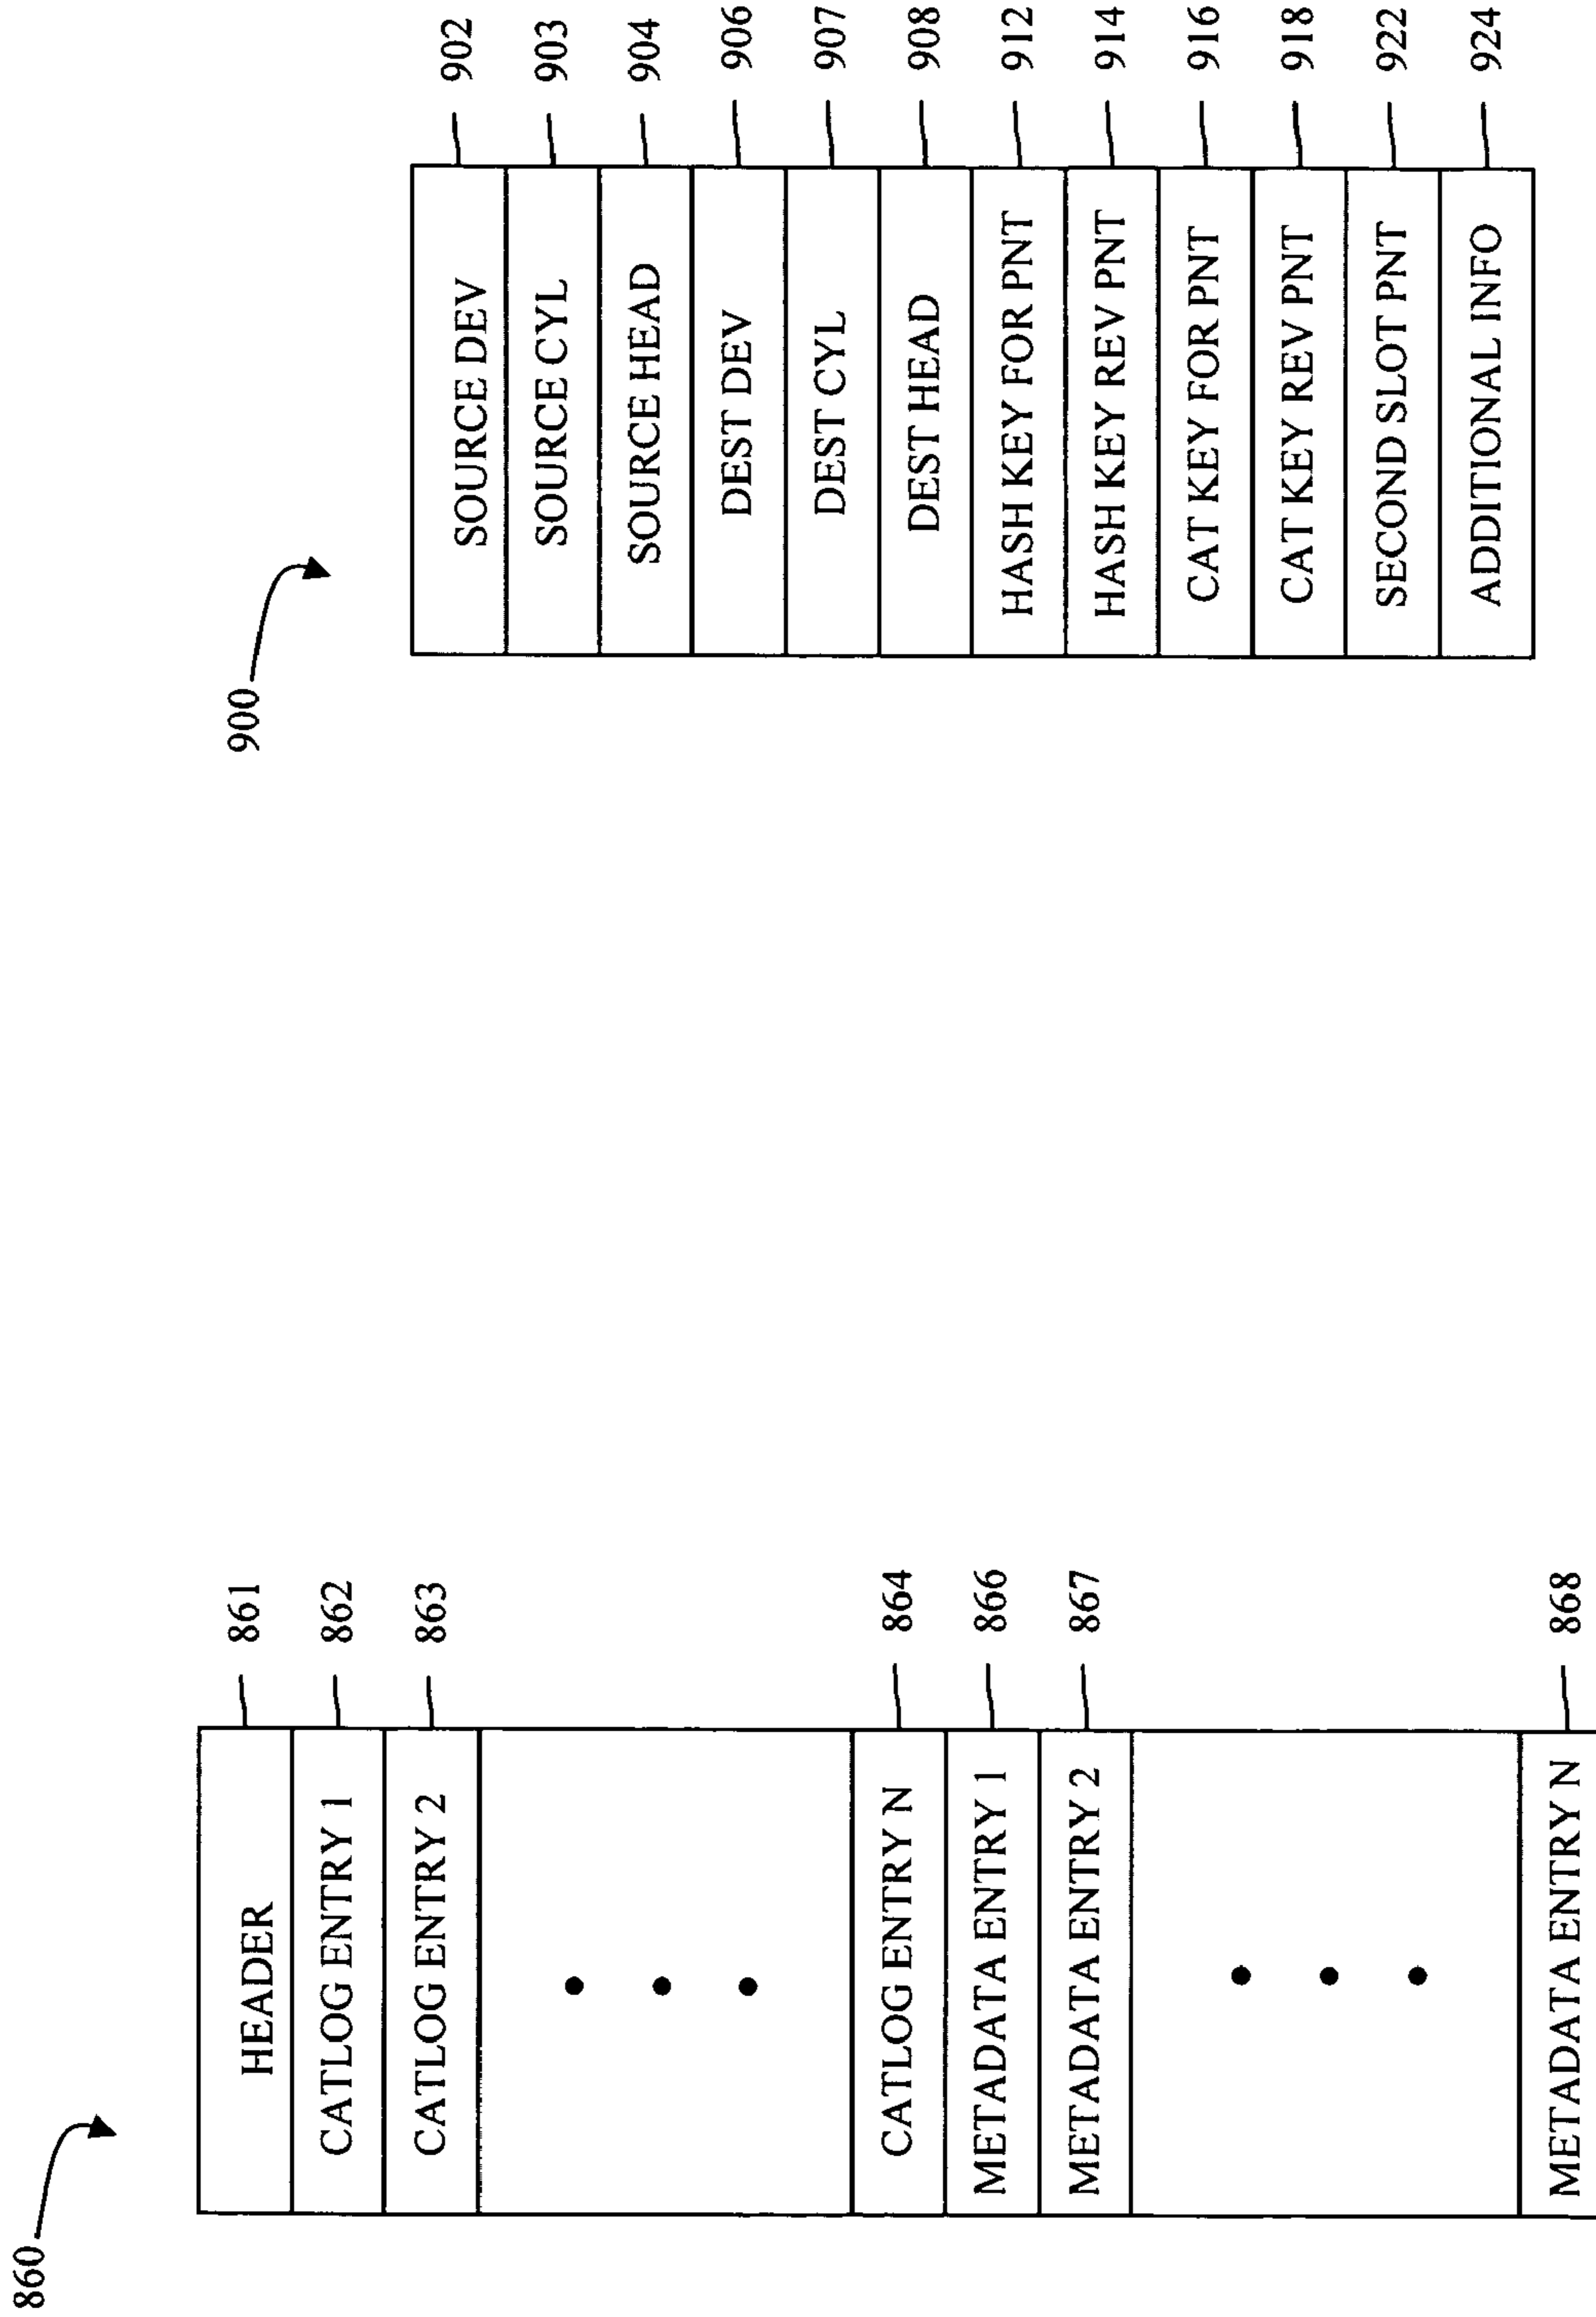 860
HEADER 861
CATLOG ENTRY 1 862
CATLOG ENTRY 2 863
CATLOG ENTRY N 864
METADATA ENTRY 1 866
METADATA ENTRY 2 867
METADATA ENTRY N 868
900
SOURCE DEV 902
SOURCE CYL 903
SOURCE HEAD 904
DEST DEV 906
DEST CYL 907
DEST HEAD 908
HASH KEY FOR PNT 912
HASH KEY REV PNT 914
CAT KEY FOR PNT 916
CAT KEY REV PNT 918
SECOND SLOT PNT 922
ADDITIONAL INFO 924